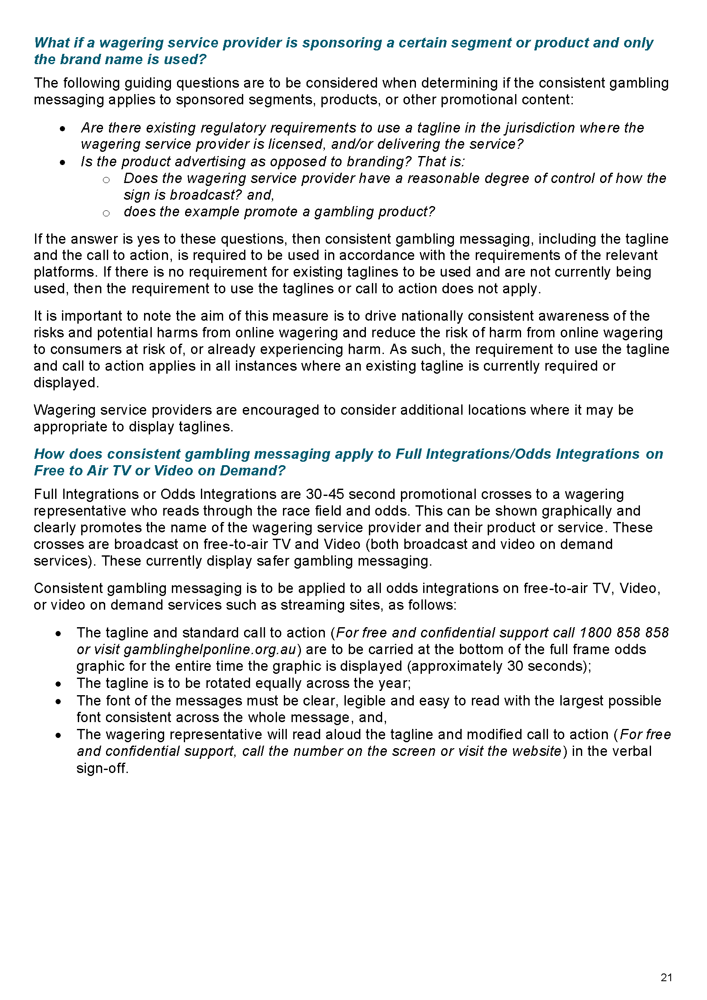 What if a wagering service provider is sponsoring a certain segment or product and only
the brand name is used?
The following guiding questions are to be considered when determining if the consistent gambling
messaging applies to sponsored segments, products, or other promotional content:
• Are there existing regulatory requirements to use a tagline in the jurisdiction where the
wagering service provider is licensed, and/or delivering the service?
• Is the product advertising as opposed to branding? That is:
o Does the wagering service provider have a reasonable degree of control of how the
sign is broadcast? and,
o does the example promote a gambling product?
If the answer is yes to these questions, then consistent gambling messaging, including the tagline
and the call to action, is required to be used in accordance with the requirements of the relevant
platforms. If there is no requirement for existing taglines to be used and are not currently being
used, then the requirement to use the taglines or call to action does not apply.
It is important to note the aim of this measure is to drive nationally consistent awareness of the
risks and potential harms from online wagering and reduce the risk of harm from online wagering
to consumers at risk of, or already experiencing harm. As such, the requirement to use the tagline
and call to action applies in all instances where an existing tagline is currently required or
displayed.
Wagering service providers are encouraged to consider additional locations where it may be
appropriate to display taglines.
How does consistent gambling messaging apply to Full Integrations/Odds Integrations on
Free to Air TV or Video on Demand?
Full Integrations or Odds Integrations are 30-45 second promotional crosses to a wagering
representative who reads through the race field and odds. This can be shown graphically and
clearly promotes the name of the wagering service provider and their product or service. These
crosses are broadcast on free-to-air TV and Video (both broadcast and video on demand
services). These currently display safer gambling messaging.
Consistent gambling messaging is to be applied to all odds integrations on free-to-air TV, Video,
or video on demand services such as streaming sites, as follows:
• The tagline and standard call to action (For free and confidential support call 1800 858 858
or visit gamblinghelponline.org.au) are to be carried at the bottom of the full frame odds
graphic for the entire time the graphic is displayed (approximately 30 seconds);
• The tagline is to be rotated equally across the year;
• The font of the messages must be clear, legible and easy to read with the largest possible
font consistent across the whole message, and,
• The wagering representative will read aloud the tagline and modified call to action (For free
and confidential support, call the number on the screen or visit the website) in the verbal
sign-off.
21